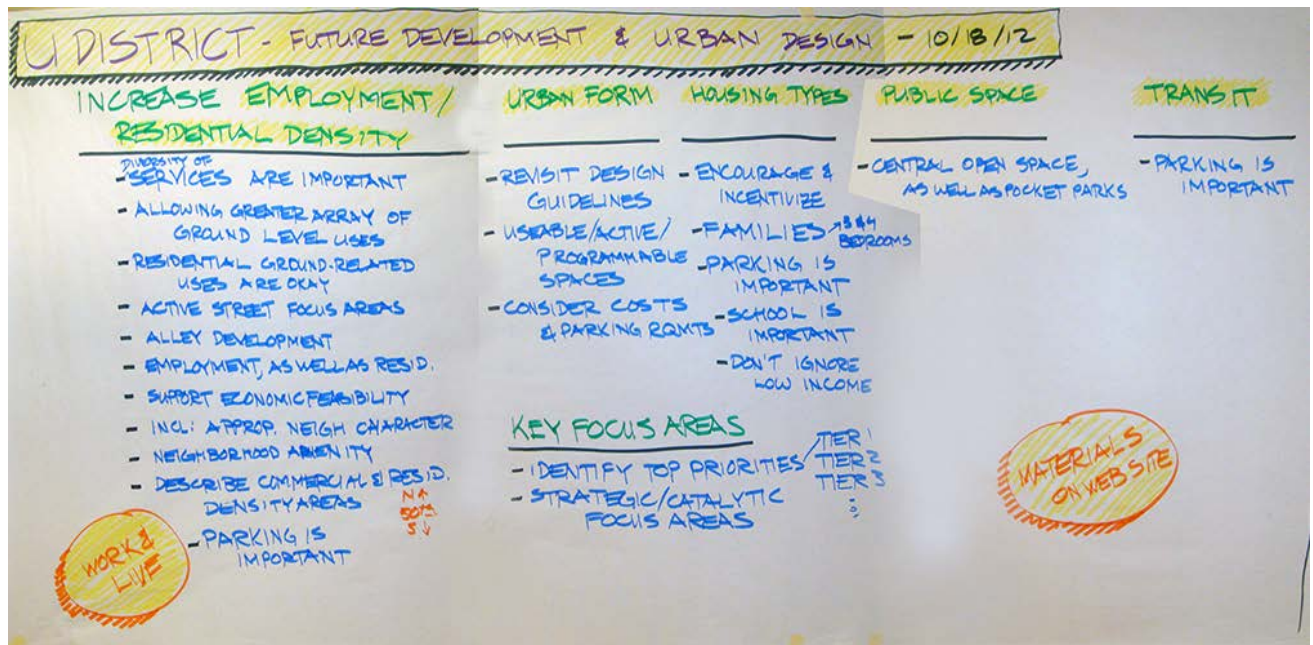 U DISTRICT - FUTURE DEVELOPMENT & URBAN DESIGN - 10/18/12
INCREASE EMPLOYMENT/
RESIDENTIAL DENSITY
DIVERSITY OF
- SERVICES ARE IMPORTANT
- ALLOWING GREATER ARRAY OF
GROUND LEVEL USES
- RESIDENTIAL GROUND-RELATED
USES ARE OKAY
- ACTIVE STREET FOCUS AREAS
- ALLEY DEVELOPMENT
- EMPLOYMENT, AS WELL AS RESID.
- SUPPORT ECONOMIC FEASIBILITY
- INCL: APPROP. NEIGH CHARACTER
- NEIGHBORHOOD AMENITY
- DESCRIBE COMMERCIAL & RESID.
DENSITY AREAS
N↑
50th
S↓
- PARKING IS
IMPORTANT
WORK &
LIVE
URBAN FORM
- REVISIT DESIGN
GUIDELINES
- USEABLE/ACTIVE/
PROGRAMMABLE
SPACES
- CONSIDER COSTS
& PARKING RQMTS
HOUSING TYPES
- ENCOURAGE &
INCENTIVIZE
- FAMILIES → 3 & 4
BEDROOMS
- PARKING IS
IMPORTANT
- SCHOOL IS
IMPORTANT
- DON'T IGNORE
LOW INCOME
KEY FOCUS AREAS
- IDENTIFY TOP PRIORITIES
TIER 1
TIER 2
TIER 3
- STRATEGIC/CATALYTIC
FOCUS AREAS
PUBLIC SPACE
- CENTRAL OPEN SPACE,
AS WELL AS POCKET PARKS
TRANSIT
- PARKING IS
IMPORTANT
MATERIALS
ON WEBSITE